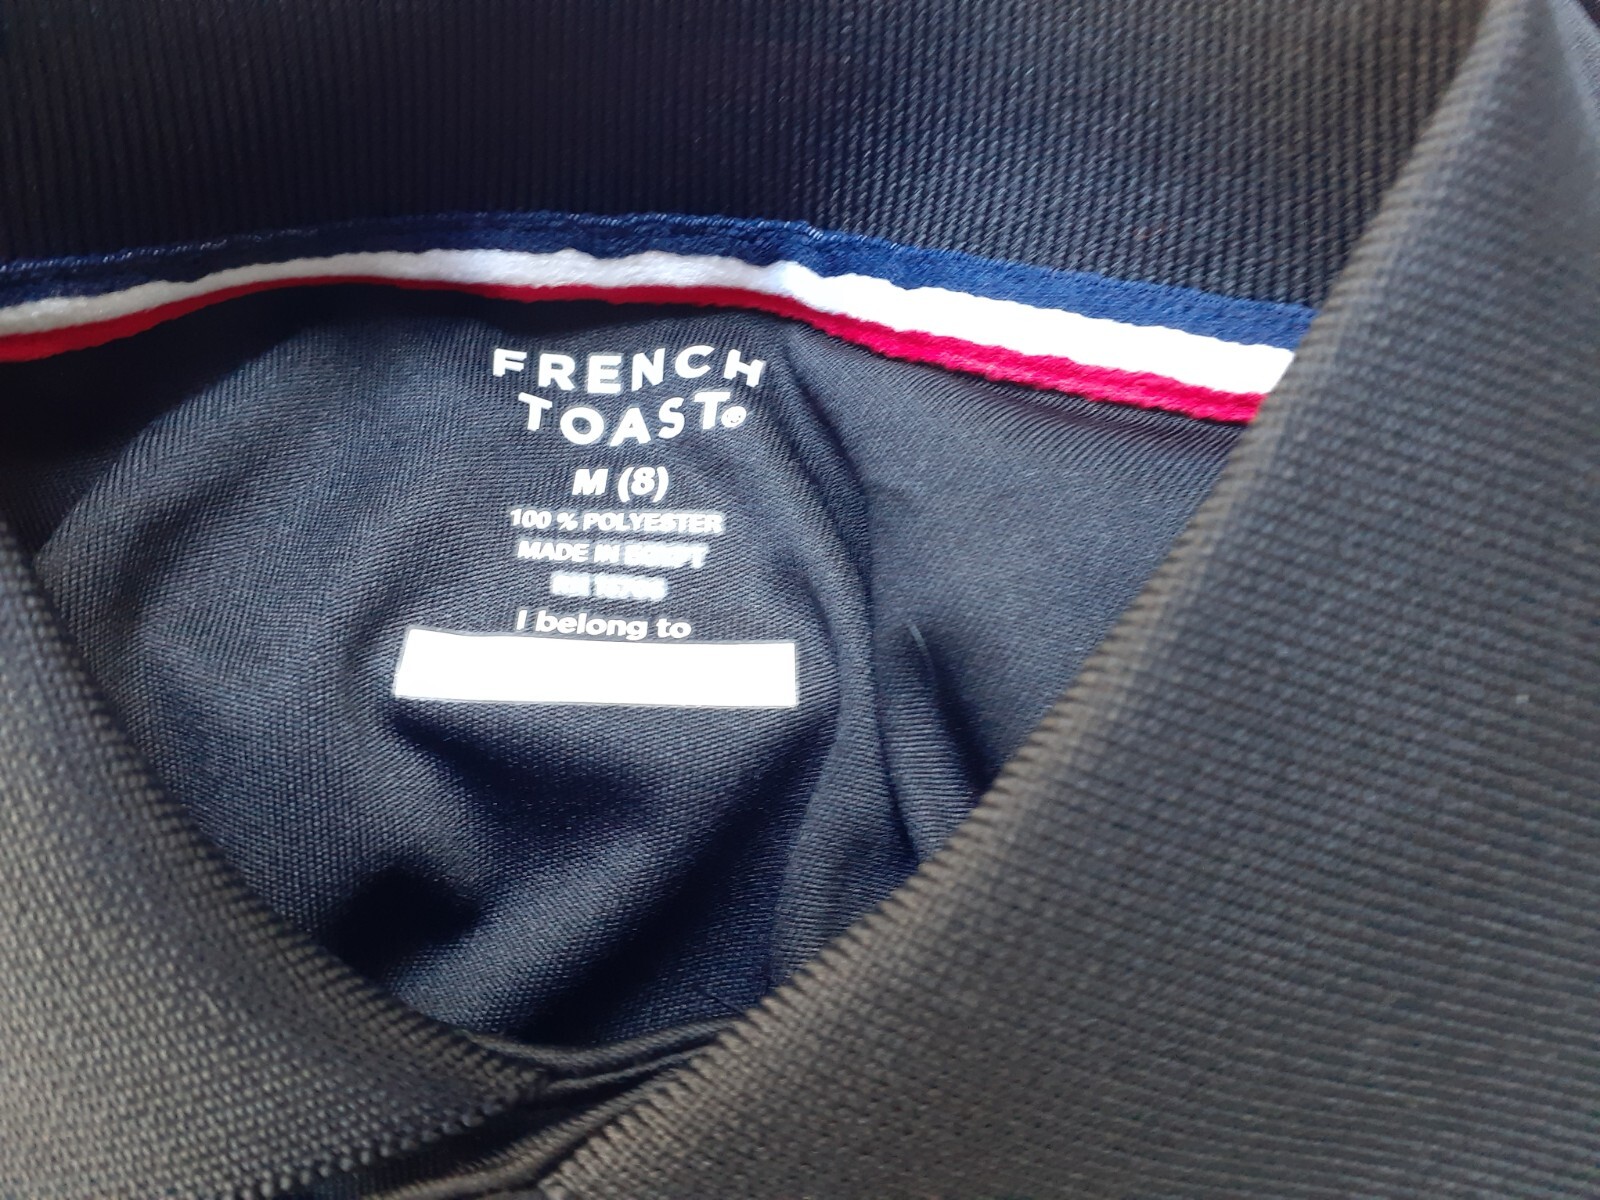 FRENCH
TOAST®
M (8)
100 % POLYESTER
MADE IN EGYPT
I belong to